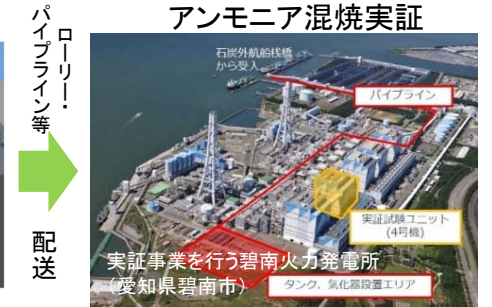 ローリー・
パイプライン等
配送
アンモニア混焼実証
石炭外航船桟橋
から受入
パイプライン
実証試験ユニット
(4号機)
実証事業を行う碧南火力発電所
(愛知県碧南市)
タンク、気化器設置エリア